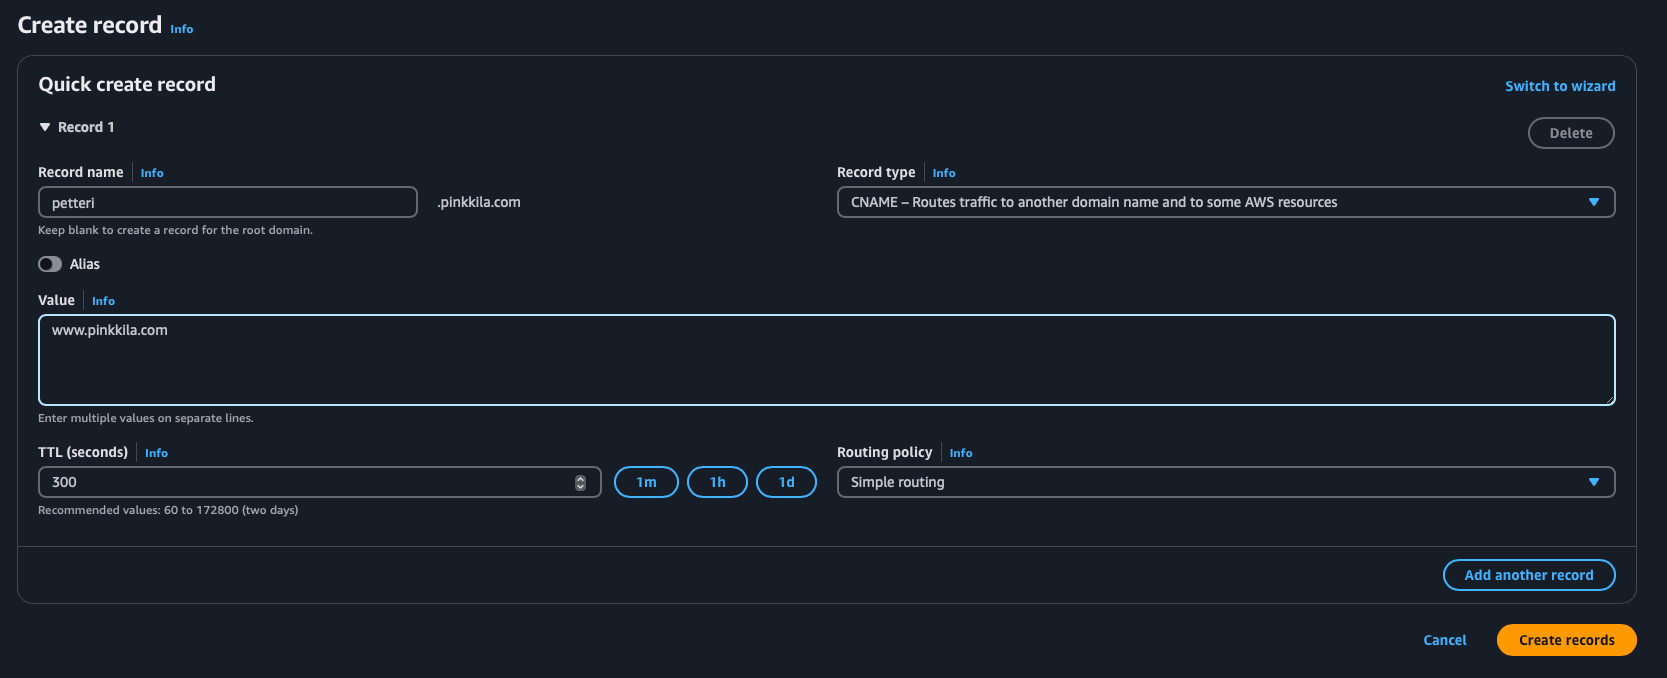 Create record Info
Quick create record
Switch to wizard
Record 1
Delete
Record name Info
petteri
.pinkkila.com
Keep blank to create a record for the root domain.
Record type Info
CNAME – Routes traffic to another domain name and to some AWS resources
Alias
Value Info
www.pinkkila.com
Enter multiple values on separate lines.
TTL (seconds) Info
300
1m
1h
1d
Recommended values: 60 to 172800 (two days)
Routing policy Info
Simple routing
Add another record
Cancel
Create records